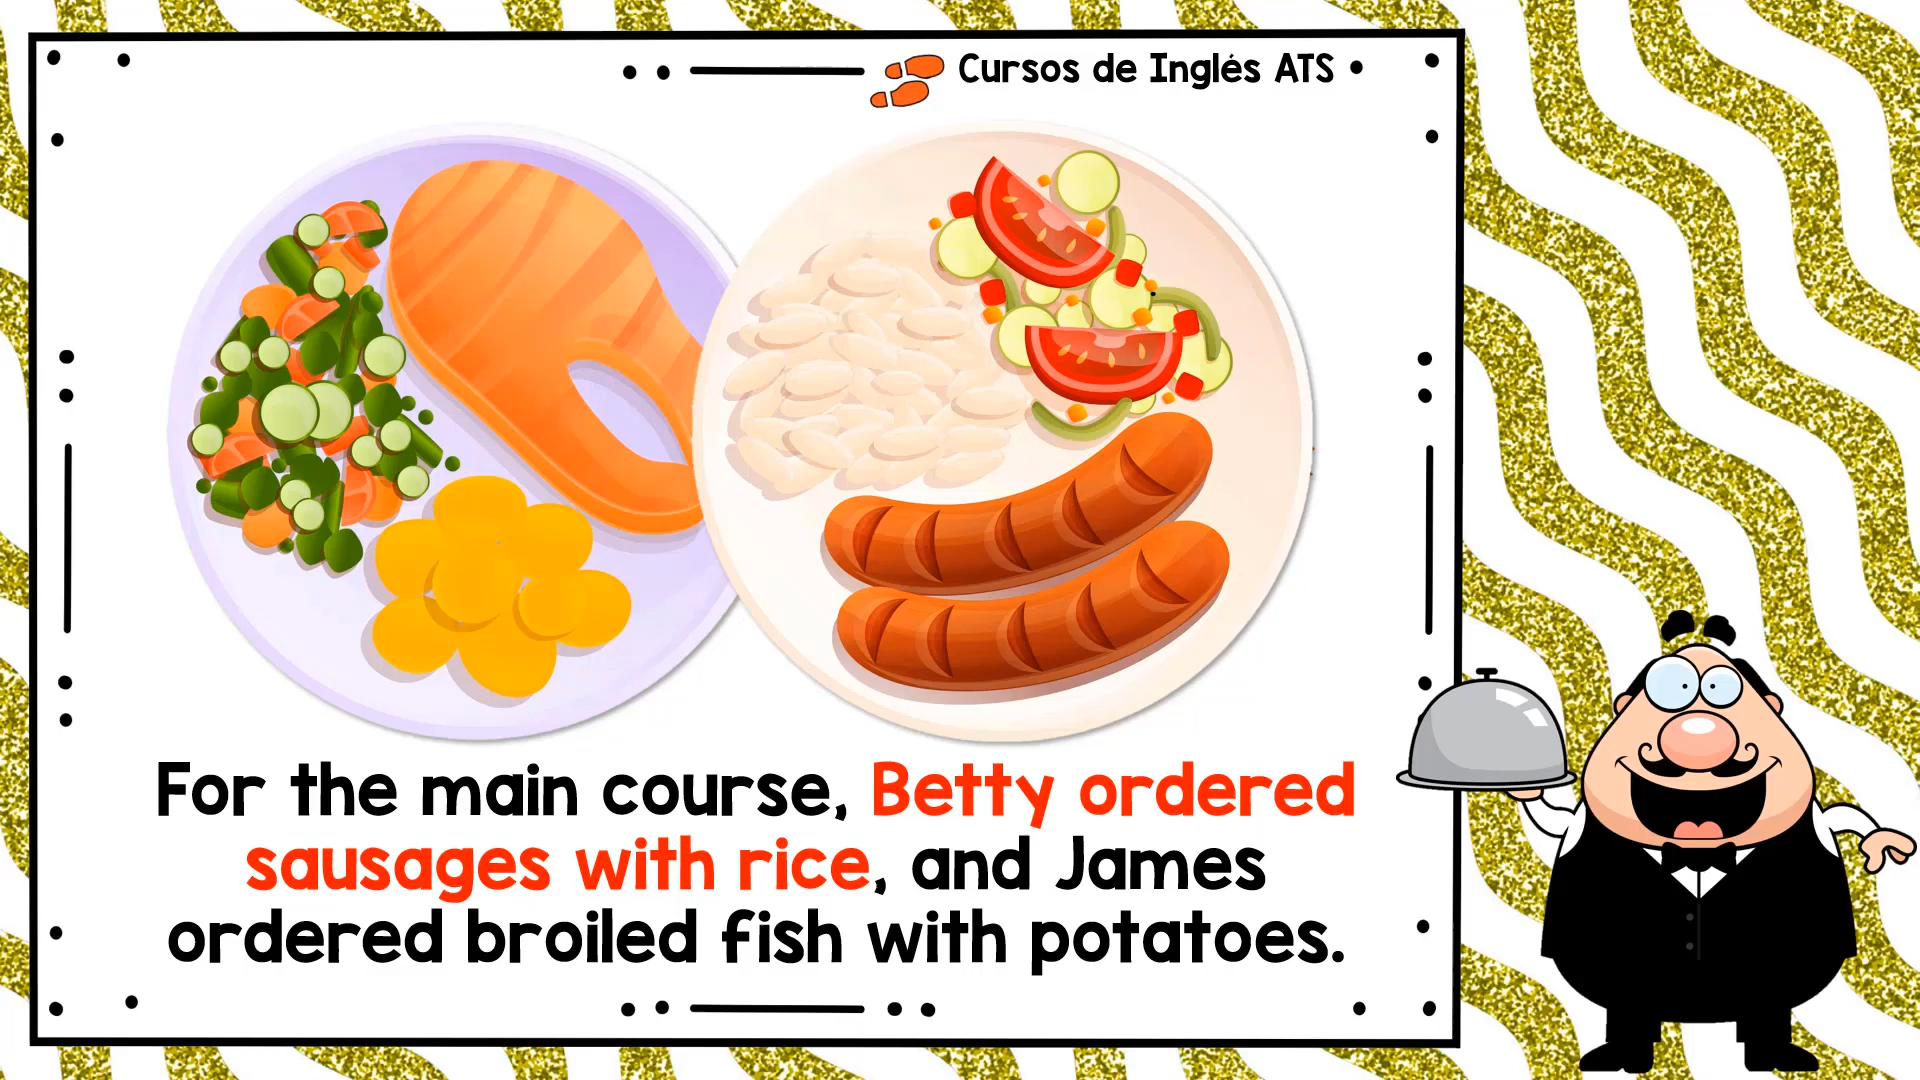 Cursos de Inglés ATS
For the main course, Betty ordered
sausages with rice, and James
ordered broiled fish with potatoes.